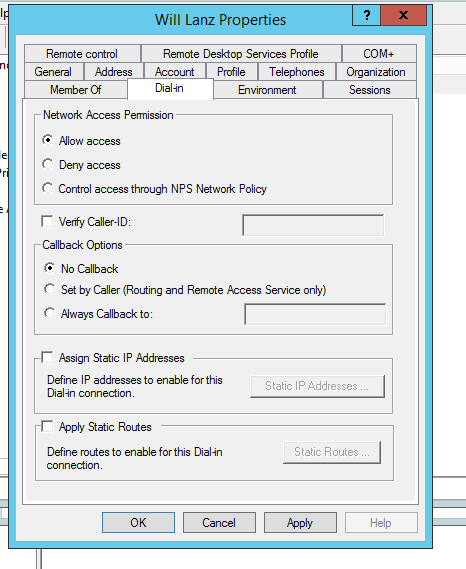 Will Lanz Properties
?
x
Remote control
Remote Desktop Services Profile
COM+
General
Address
Account
Profile
Telephones
Organization
Member Of
Dial-in
Environment
Sessions
Network Access Permission
Allow access
Deny access
Control access through NPS Network Policy
Verify Caller-ID:
Callback Options
No Callback
Set by Caller (Routing and Remote Access Service only)
Always Callback to:
Assign Static IP Addresses
Define IP addresses to enable for this
Dial-in connection.
Static IP Addresses ...
Apply Static Routes
Define routes to enable for this Dial-in
connection.
Static Routes ...
OK
Cancel
Apply
Help